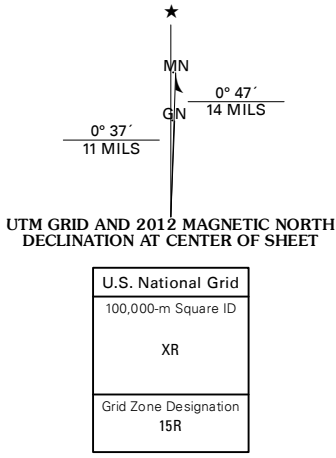 ★
MN
GN
0° 47´
14 MILS
0° 37´
11 MILS
UTM GRID AND 2012 MAGNETIC NORTH
DECLINATION AT CENTER OF SHEET
U.S. National Grid
100,000-m Square ID
XR
Grid Zone Designation
15R